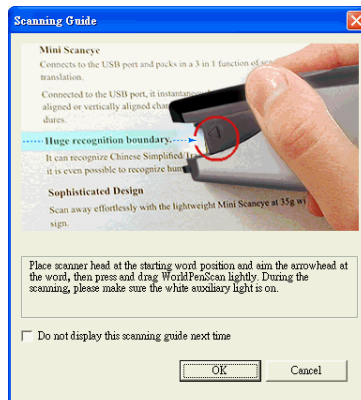 Scanning Guide
Mini Scaneye
Connects to the USB port and packs in a 3 in 1 function of
translation.
Connected to the USB port, it
aligned or vertically aligned
dures.
Huge recognition boundary.
It can recognize Chinese Simplified/
it is even possible to recognize
Sophisticated Design
Scan away effortlessly with the lightweight Mini Scaneye at 35g
sign.
Place scanner head at the starting word position and aim the arrowhead at
the word, then press and drag WorldPenScan lightly. During the
scanning, please make sure the white auxiliary light is on.
Do not display this scanning guide next time
OK
Cancel